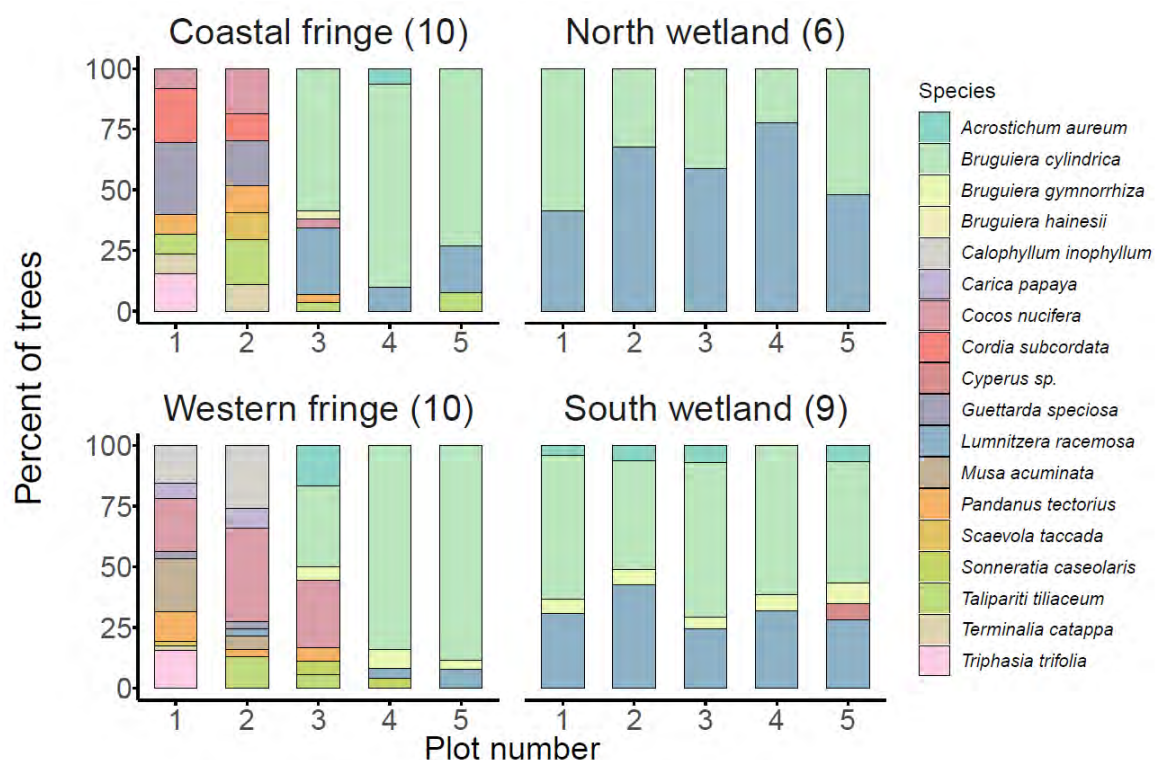 Coastal fringe (10)
North wetland (6)
Percent of trees
100
75
50
25
0
1 2 3 4 5
1 2 3 4 5
Western fringe (10)
South wetland (9)
100
75
50
25
0
1 2 3 4 5
1 2 3 4 5
Plot number
Species
Acrostichum aureum
Bruguiera cylindrica
Bruguiera gymnorrhiza
Bruguiera hainesii
Calophyllum inophyllum
Carica papaya
Cocos nucifera
Cordia subcordata
Cyperus sp.
Guettarda speciosa
Lumnitzera racemosa
Musa acuminata
Pandanus tectorius
Scaevola taccada
Sonneratia caseolaris
Talipariti tiliaceum
Terminalia catappa
Triphasia trifolia